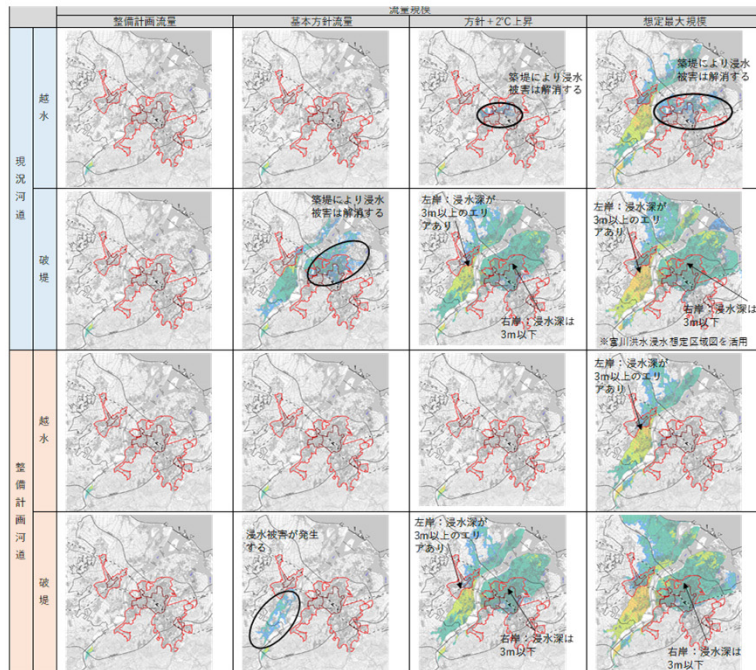 流量規模
整備計画流量
基本方針流量
方針＋2℃上昇
想定最大規模
現況河道
越水
築堤により浸水
被害は解消する
築堤により浸水
被害は解消する
破堤
築堤により浸水
被害は解消する
左岸：浸水深が
3m以上のエリ
アあり
右岸：浸水深は
3m以下
左岸：浸水深が
3m以上のエリ
アあり
右岸：浸水深は
3m以下
※宮川洪水浸水想定区域図を活用
整備計画河道
越水
左岸：浸水深が
3m以上のエリ
アあり
破堤
浸水被害が発生
する
左岸：浸水深が
3m以上のエリ
アあり
右岸：浸水深は
3m以下
右岸：浸水深は
3m以下